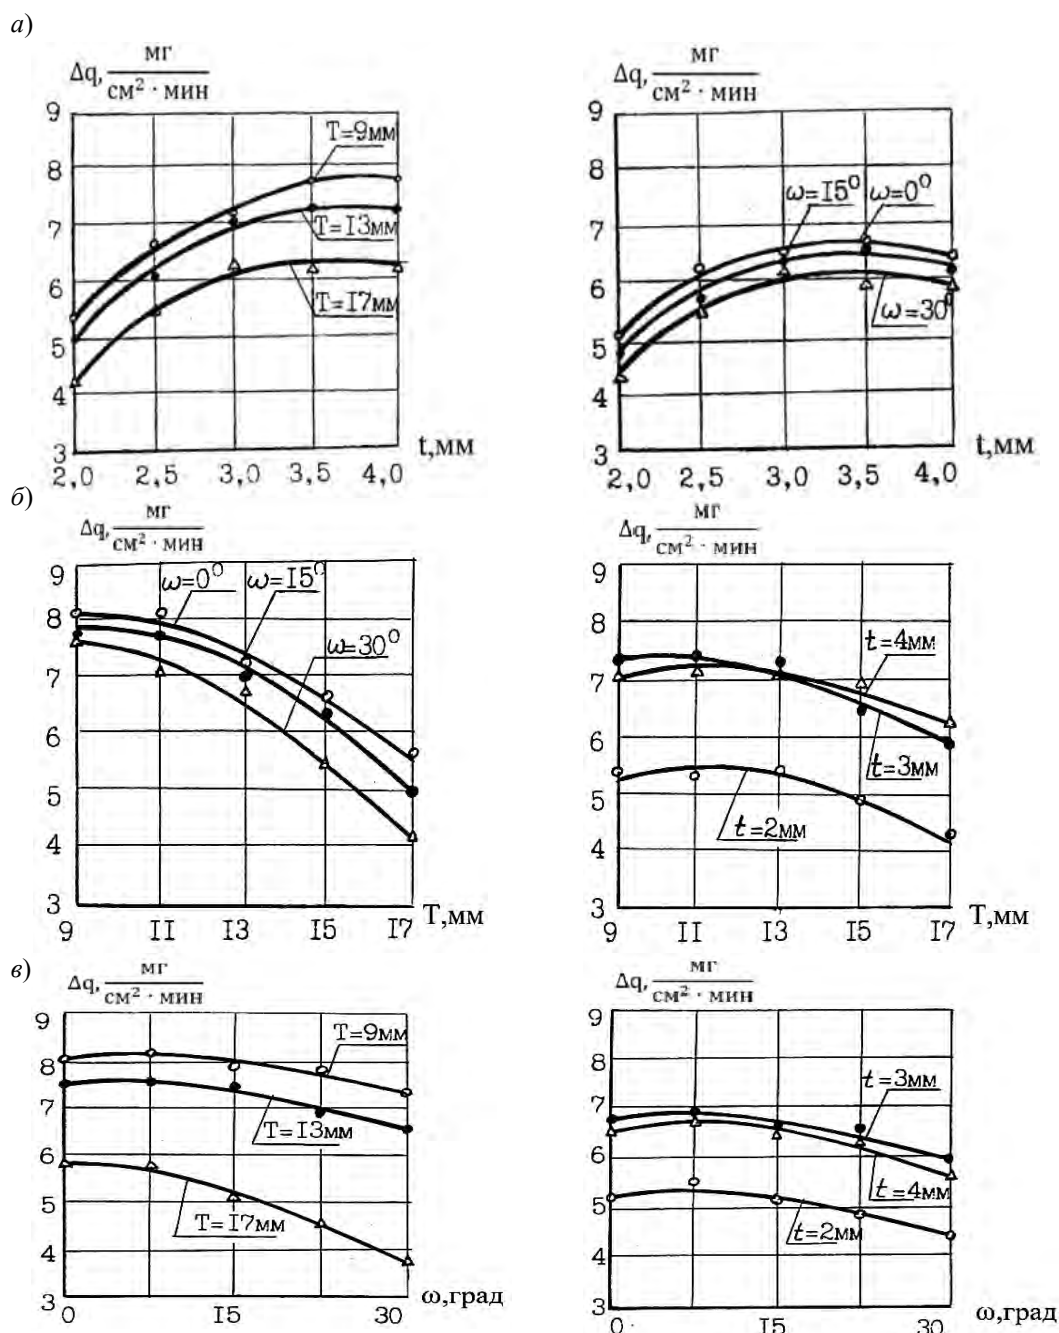 а)
Δq, мг/см² · мин
9
8
7
6
5
4
3
2,0 2,5 3,0 3,5 4,0
t,мм
T=9мм
T=I3мм
T=I7мм
Δq, мг/см² · мин
9
8
7
6
5
4
3
2,0 2,5 3,0 3,5 4,0
t,мм
ω=I5⁰ ω=0⁰
ω=30⁰
б)
Δq, мг/см² · мин
9
8
7
6
5
4
3
9 II I3 I5 I7
T,мм
ω=0⁰ ω=I5⁰
ω=30⁰
Δq, мг/см² · мин
9
8
7
6
5
4
3
9 II I3 I5 I7
T,мм
t=4мм
t=3мм
t=2мм
в)
Δq, мг/см² · мин
9
8
7
6
5
4
3
0 I5 30
ω,град
T=9мм
T=I3мм
T=I7мм
Δq, мг/см² · мин
9
8
7
6
5
4
3
0 I5 30
ω,град
t=3мм
t=4мм
t=2мм